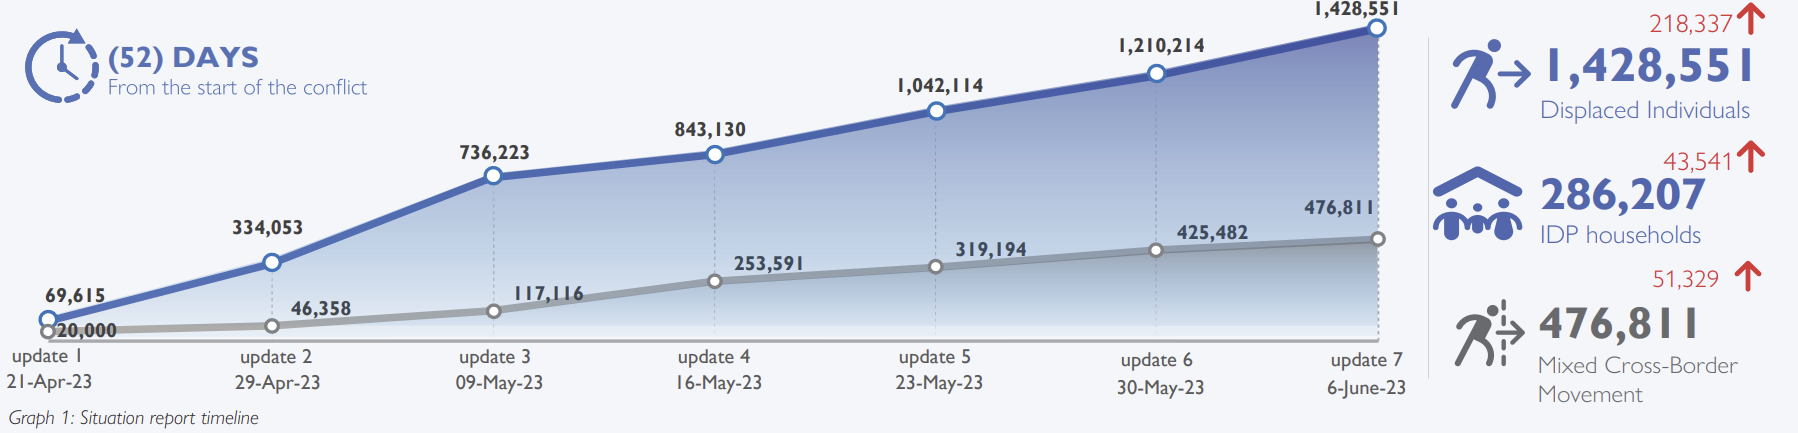 (52) DAYS
From the start of the conflict
69,615
334,053
736,223
843,130
1,042,114
1,210,214
1,428,551
20,000
46,358
117,116
253,591
319,194
425,482
476,811
update 1
21-Apr-23
update 2
29-Apr-23
update 3
09-May-23
update 4
16-May-23
update 5
23-May-23
update 6
30-May-23
update 7
6-June-23
Graph 1: Situation report timeline
218,337
1,428,551
Displaced Individuals
43,541
286,207
IDP households
51,329
476,811
Mixed Cross-Border
Movement